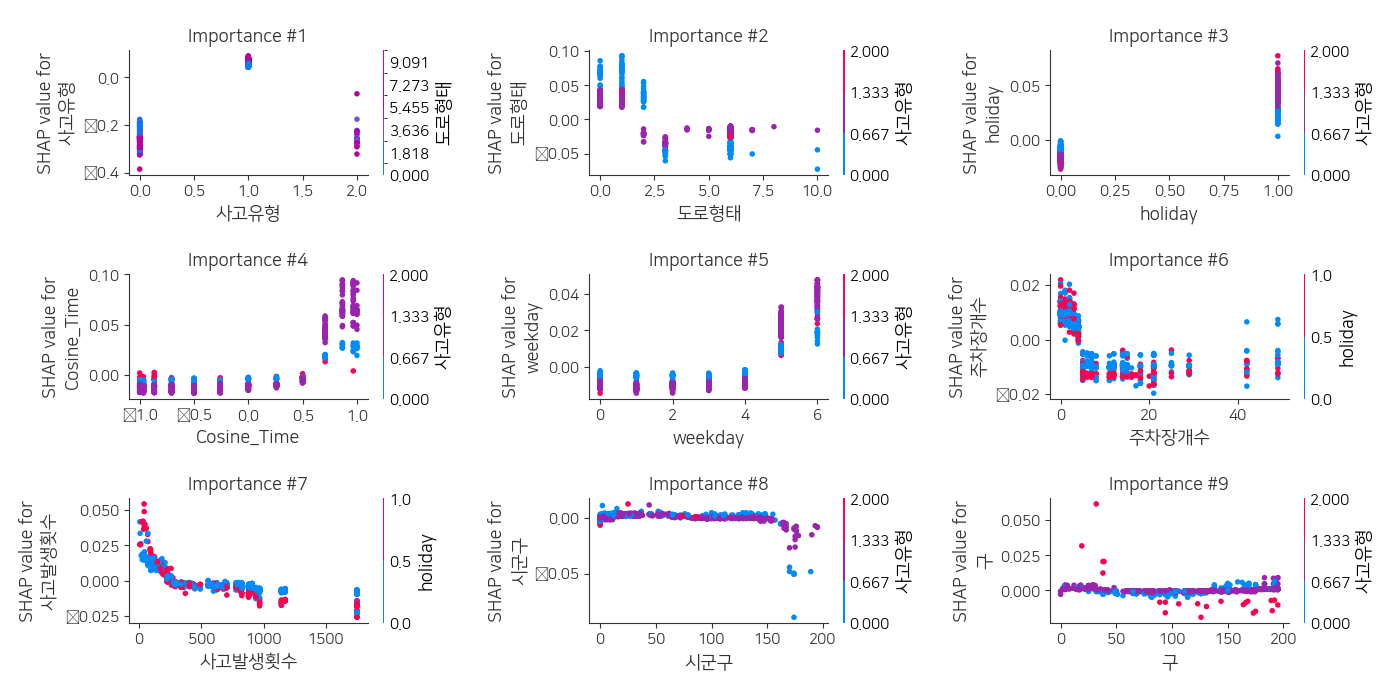 Importance #1
SHAP value for
사고유형
0.0
0.2
0.4
0.0
0.5
1.0
1.5
2.0
사고유형
9.091
7.273
5.455
3.636
1.818
0.000
도로형태
Importance #2
SHAP value for
도로형태
0.10
0.05
0.00
0.05
0.0
2.5
5.0
7.5
10.0
도로형태
2.000
1.333
0.667
0.000
사고유형
Importance #3
SHAP value for
holiday
0.05
0.00
0.00
0.25
0.50
0.75
1.00
holiday
2.000
1.333
0.667
0.000
사고유형
Importance #4
SHAP value for
Cosine_Time
0.10
0.05
0.00
1.0
0.5
0.0
0.5
1.0
Cosine_Time
2.000
1.333
0.667
0.000
사고유형
Importance #5
SHAP value for
weekday
0.04
0.02
0.00
0
2
4
6
weekday
2.000
1.333
0.667
0.000
사고유형
Importance #6
SHAP value for
주차장개수
0.02
0.00
0.02
0
20
40
주차장개수
1.0
0.5
0.0
holiday
Importance #7
SHAP value for
사고발생횟수
0.050
0.025
0.000
0.025
0
500
1000
1500
사고발생횟수
1.0
0.5
0.0
holiday
Importance #8
SHAP value for
시군구
0.00
0.05
0
50
100
150
200
시군구
2.000
1.333
0.667
0.000
사고유형
Importance #9
SHAP value for
구
0.050
0.025
0.000
0
50
100
150
200
구
2.000
1.333
0.667
0.000
사고유형